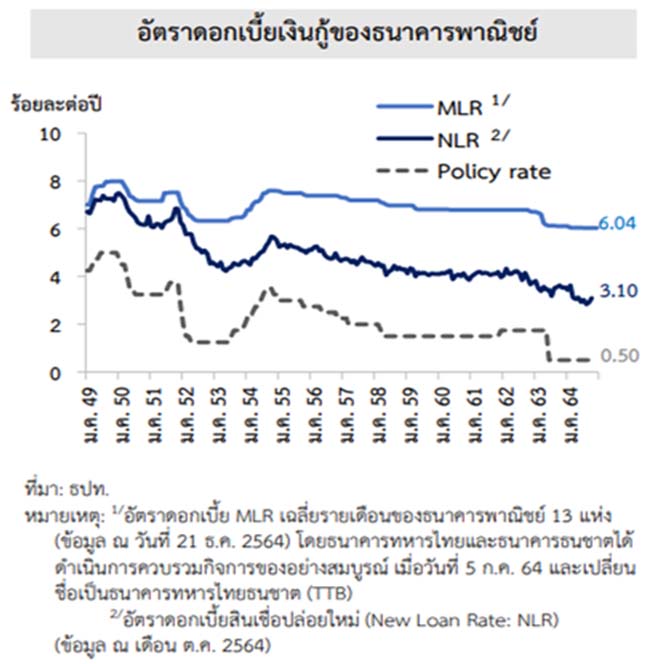 อัตราดอกเบี้ยเงินกู้ของธนาคารพาณิชย์
ร้อยละต่อปี
MLR 1/
NLR 2/
Policy rate
10
8
6
4
2
0
6.04
3.10
0.50
ม.ค. 49
ม.ค. 50
ม.ค. 51
ม.ค. 52
ม.ค. 53
ม.ค. 54
ม.ค. 55
ม.ค. 56
ม.ค. 57
ม.ค. 58
ม.ค. 59
ม.ค. 60
ม.ค. 61
ม.ค. 62
ม.ค. 63
ม.ค. 64
ที่มา: ธปท.
หมายเหตุ: 1/อัตราดอกเบี้ย MLR เฉลี่ยรายเดือนของธนาคารพาณิชย์ 13 แห่ง
(ข้อมูล ณ วันที่ 21 ธ.ค. 2564) โดยธนาคารทหารไทยและธนาคารธนชาตได้
ดำเนินการควบรวมกิจการของอย่างสมบูรณ์ เมื่อวันที่ 5 ก.ค. 64 และเปลี่ยน
ชื่อเป็นธนาคารทหารไทยธนชาต (TTB)
2/อัตราดอกเบี้ยสินเชื่อปล่อยใหม่ (New Loan Rate: NLR)
(ข้อมูล ณ เดือน ต.ค. 2564)